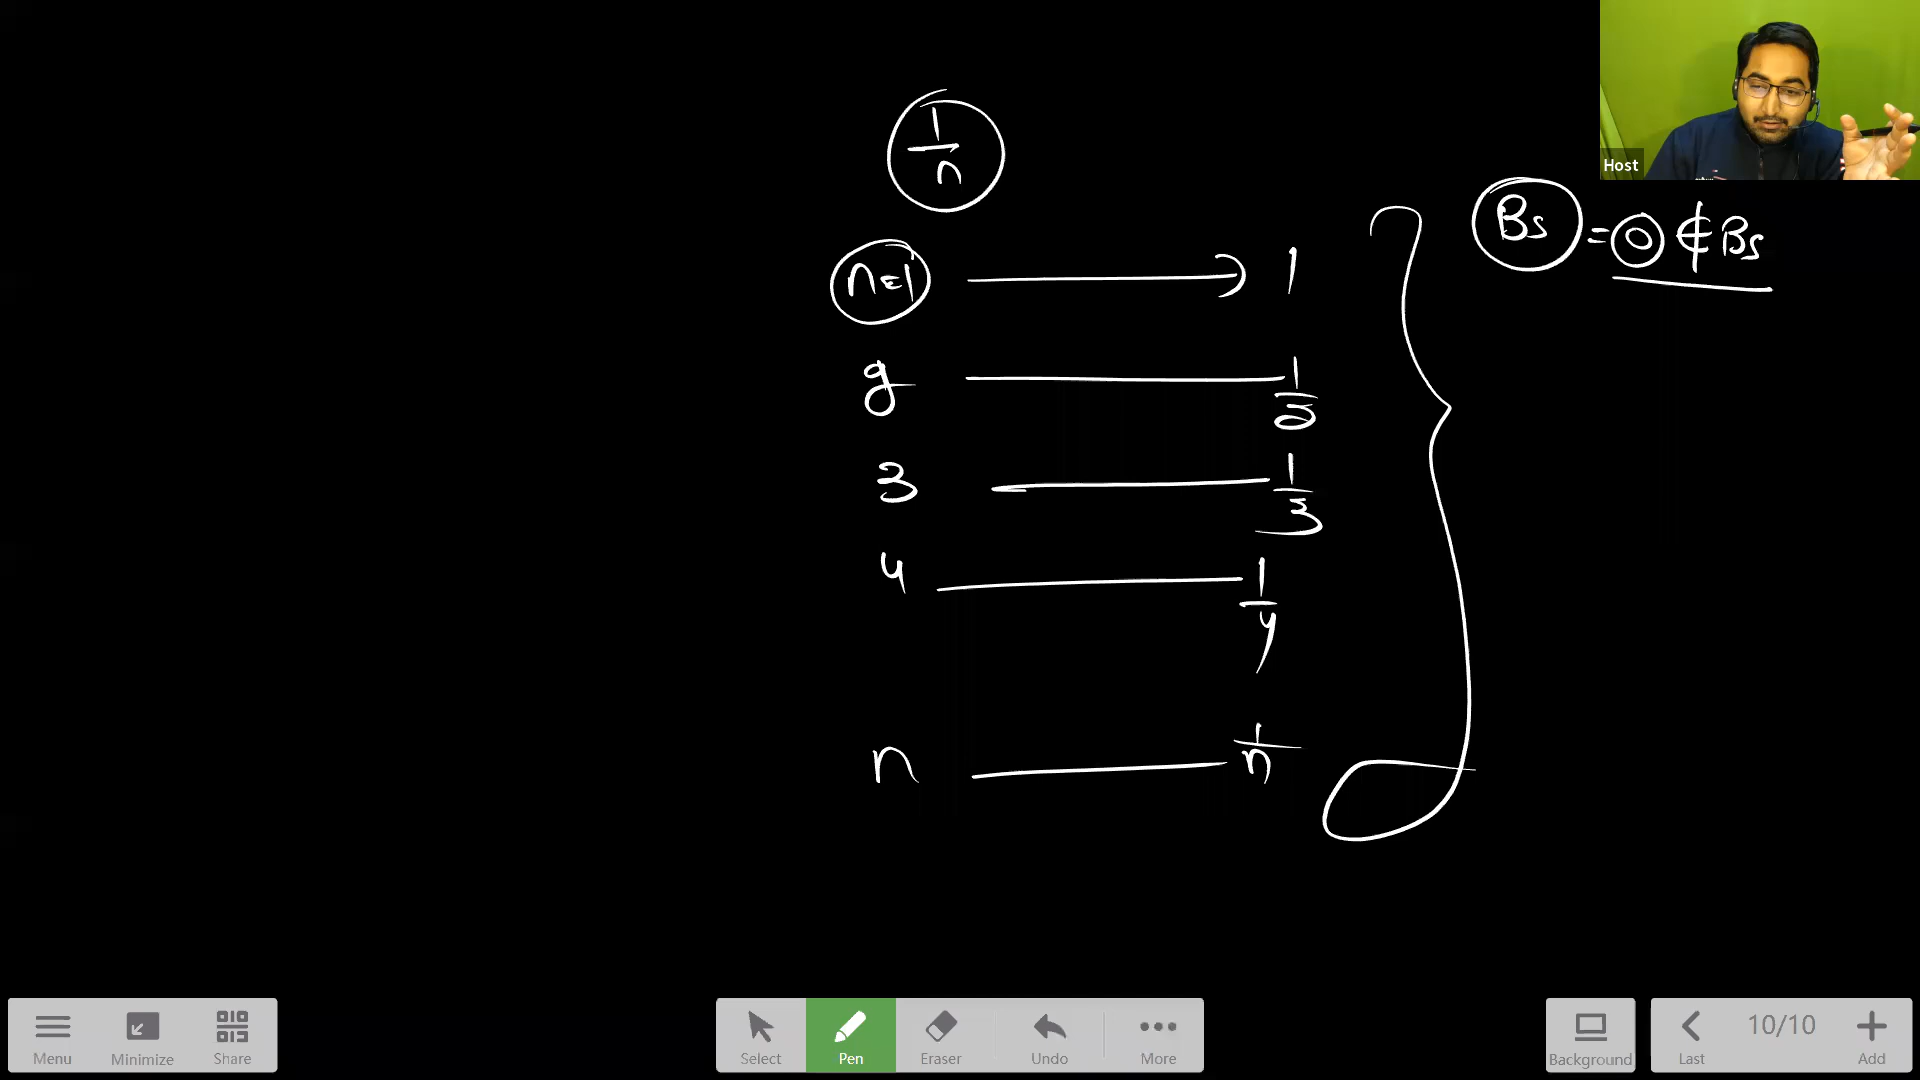 1/n
Host
Bs = 0 ∉ Bs
n=1 → 1
2 — 1/2
3 — 1/3
4 — 1/4
n — 1/n
Menu Minimize Share Select Pen Eraser Undo More Background Last 10/10 Add